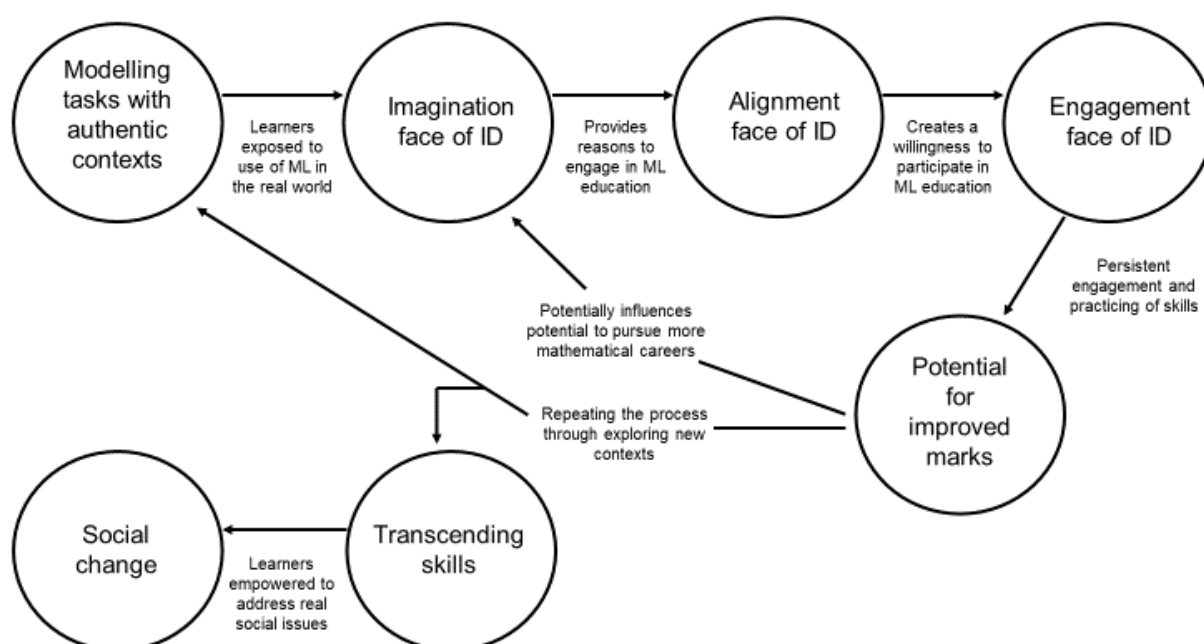 Modelling
tasks with
authentic
contexts
Learners
exposed to
use of ML in
the real world
Imagination
face of ID
Provides
reasons to
engage in ML
education
Alignment
face of ID
Creates a
willingness to
participate in
ML education
Engagement
face of ID
Persistent
engagement and
practicing of skills
Potential
for
improved
marks
Potentially influences
potential to pursue more
mathematical careers
Repeating the process
through exploring new
contexts
Transcending
skills
Learners
empowered to
address real
social issues
Social
change